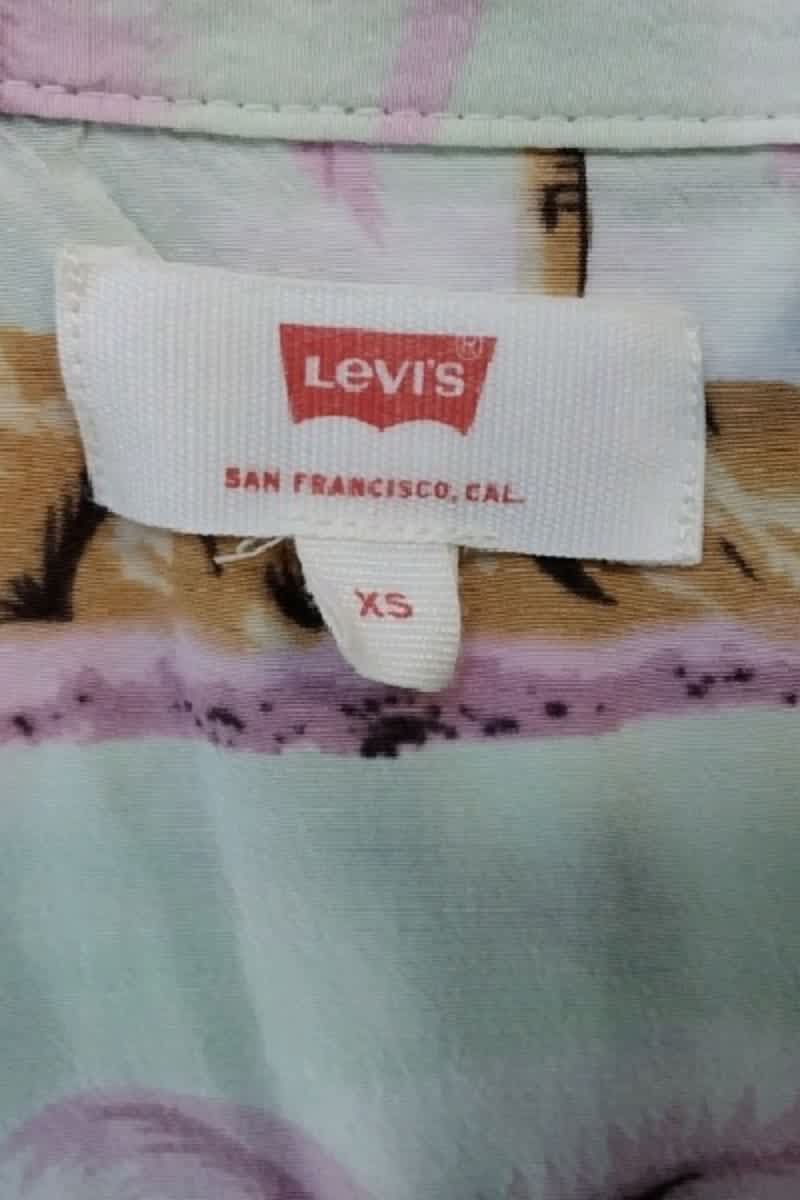 Levi's®
SAN FRANCISCO, CAL.
XS